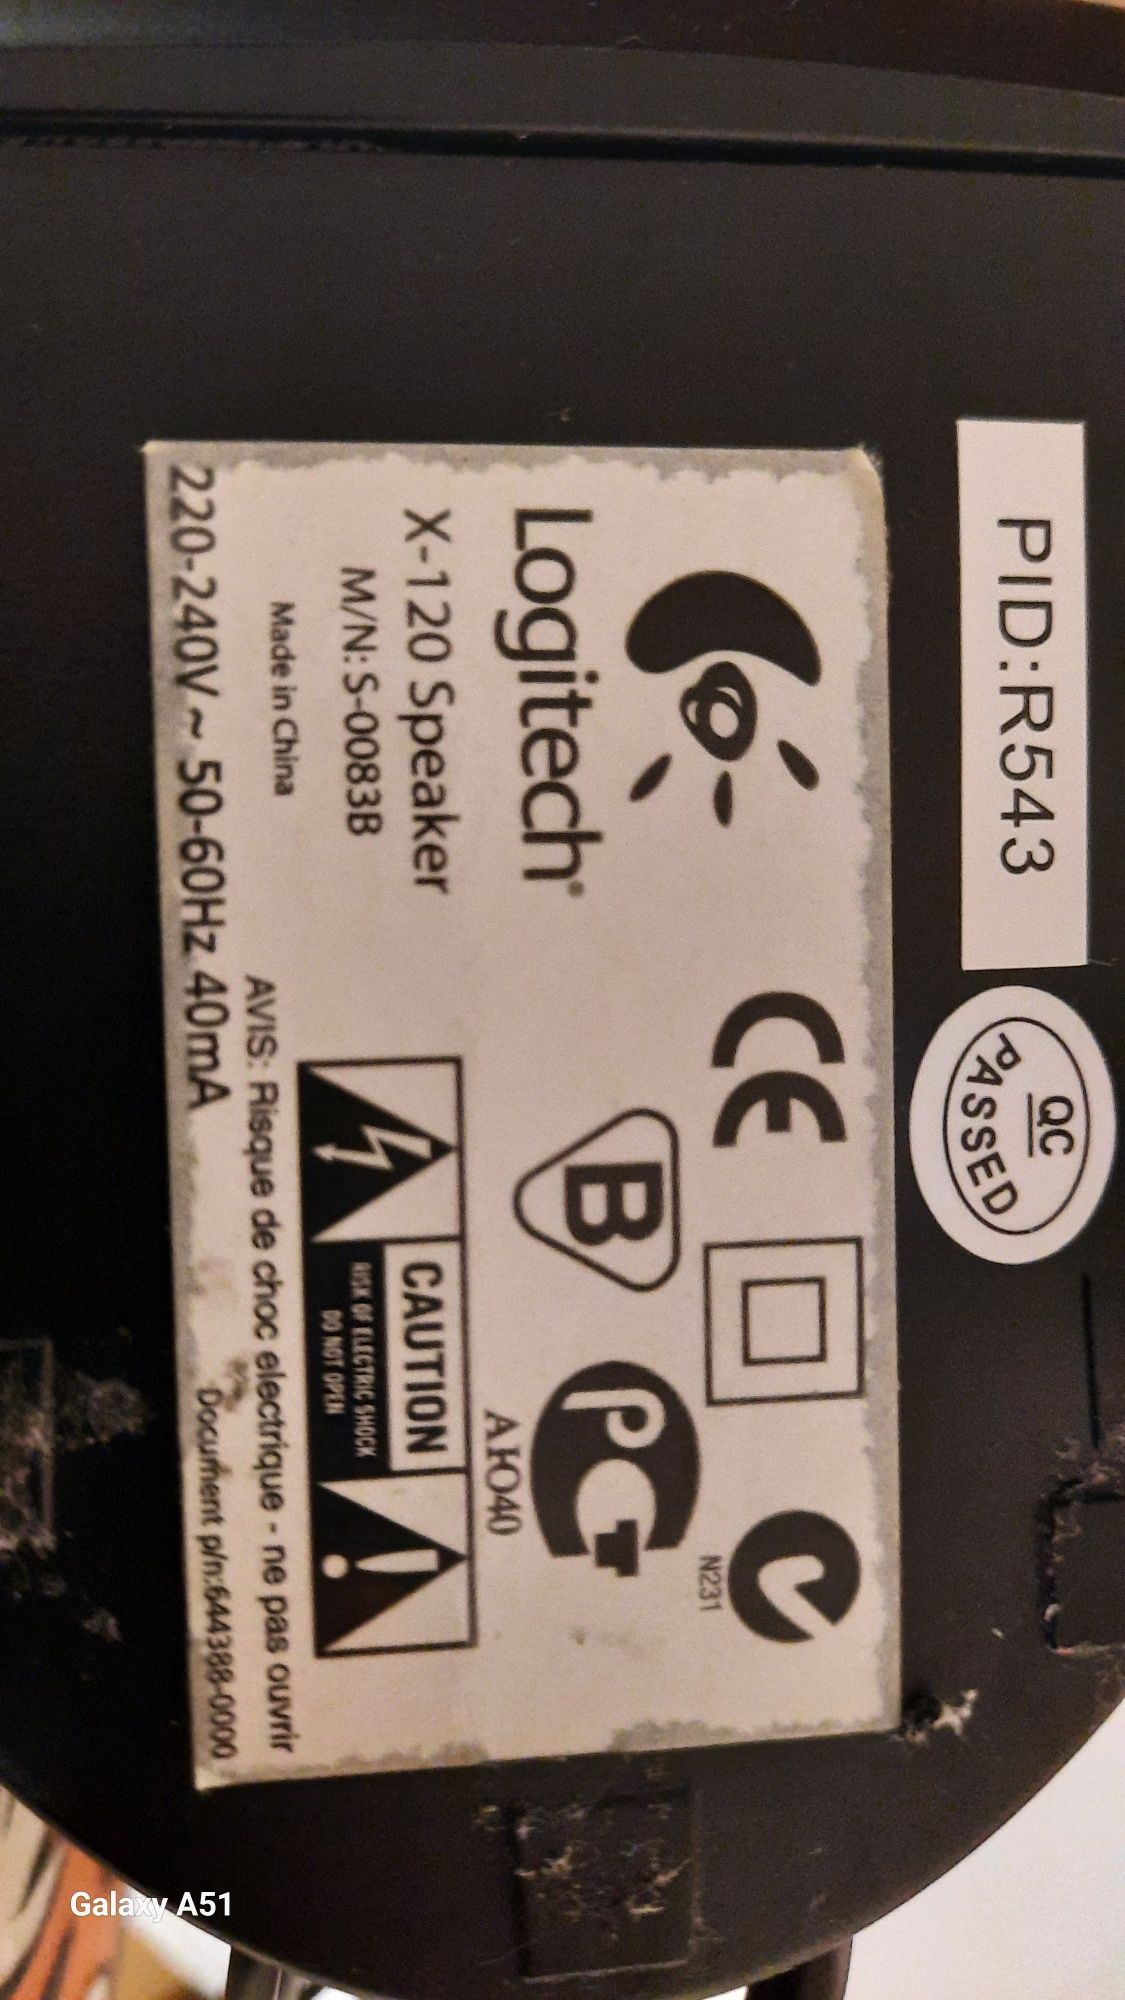 PID:R543
QC
PASSED
Logitech®
X-120 Speaker
M/N: S-0083B
Made in China
CE
N231
B
PCT
АЮ40
CAUTION
RISK OF ELECTRIC SHOCK
DO NOT OPEN
AVIS: Risque de choc electrique - ne pas ouvrir
220-240V ~ 50-60Hz 40mA
Document p/n:644388-0000
Galaxy A51